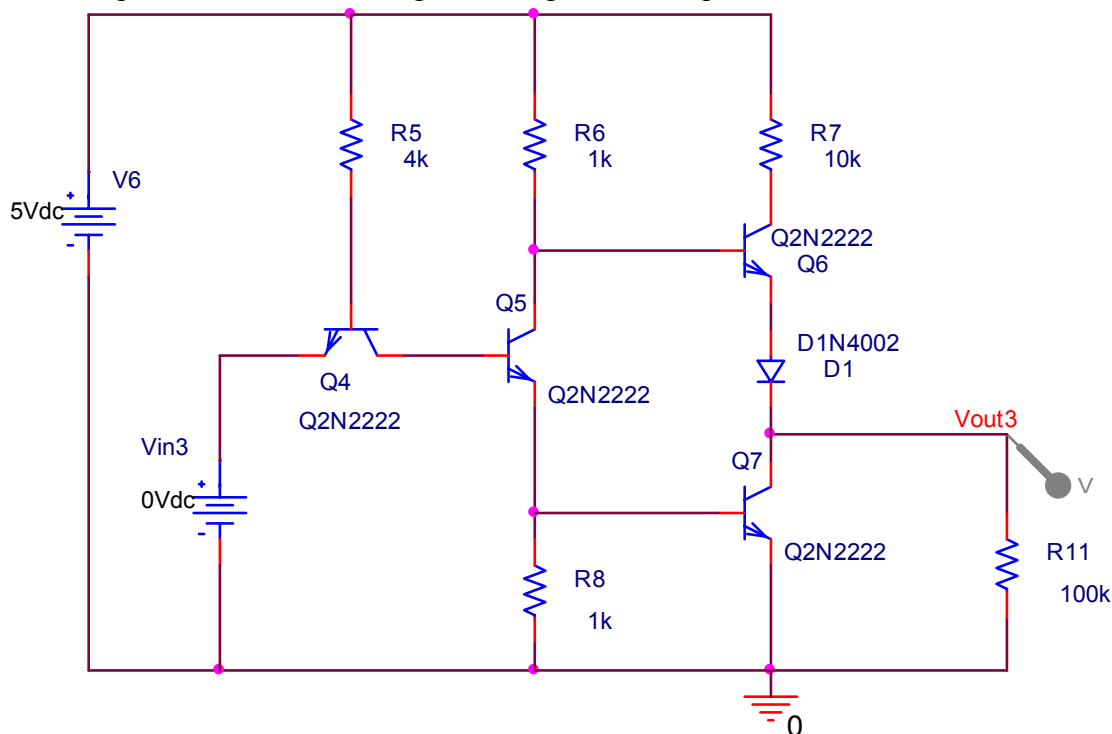 R5
4k
R6
1k
R7
10k
V6
5Vdc
+
-
Q2N2222
Q6
Q5
D1N4002
D1
Q4
Q2N2222
Q2N2222
Vout3
V
Vin3
+
0Vdc
-
Q7
Q2N2222
R8
1k
R11
100k
0